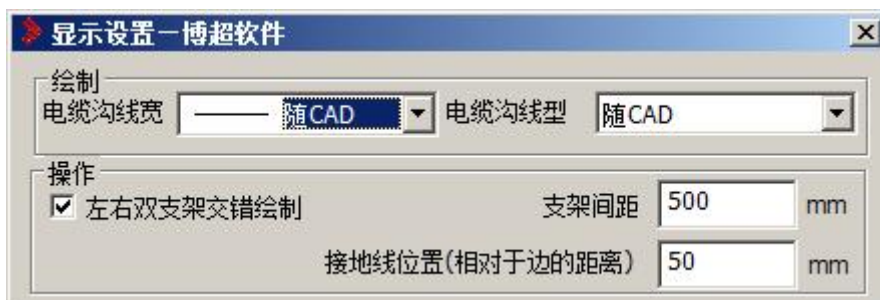 显示设置－博超软件
绘制
电缆沟线宽 随CAD 电缆沟线型 随CAD
操作
左右双支架交错绘制 支架间距 500 mm
接地线位置(相对于边的距离) 50 mm